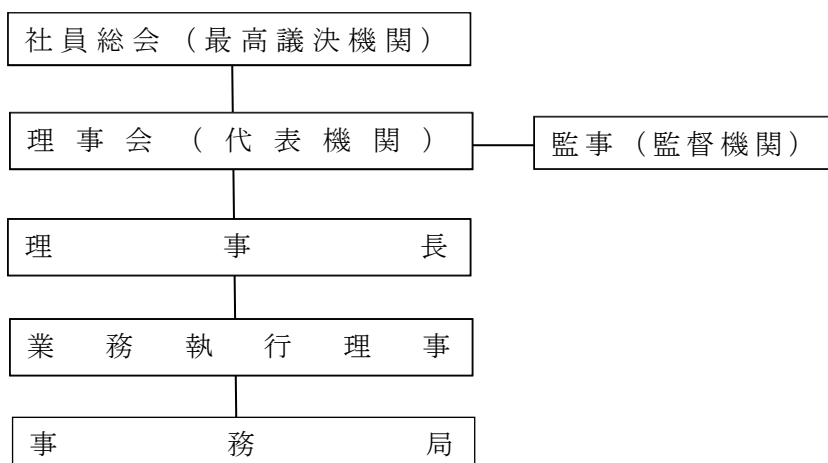 社員総会（最高議決機関）
理事会（代表機関）
監事（監督機関）
理事長
業務執行理事
事務局